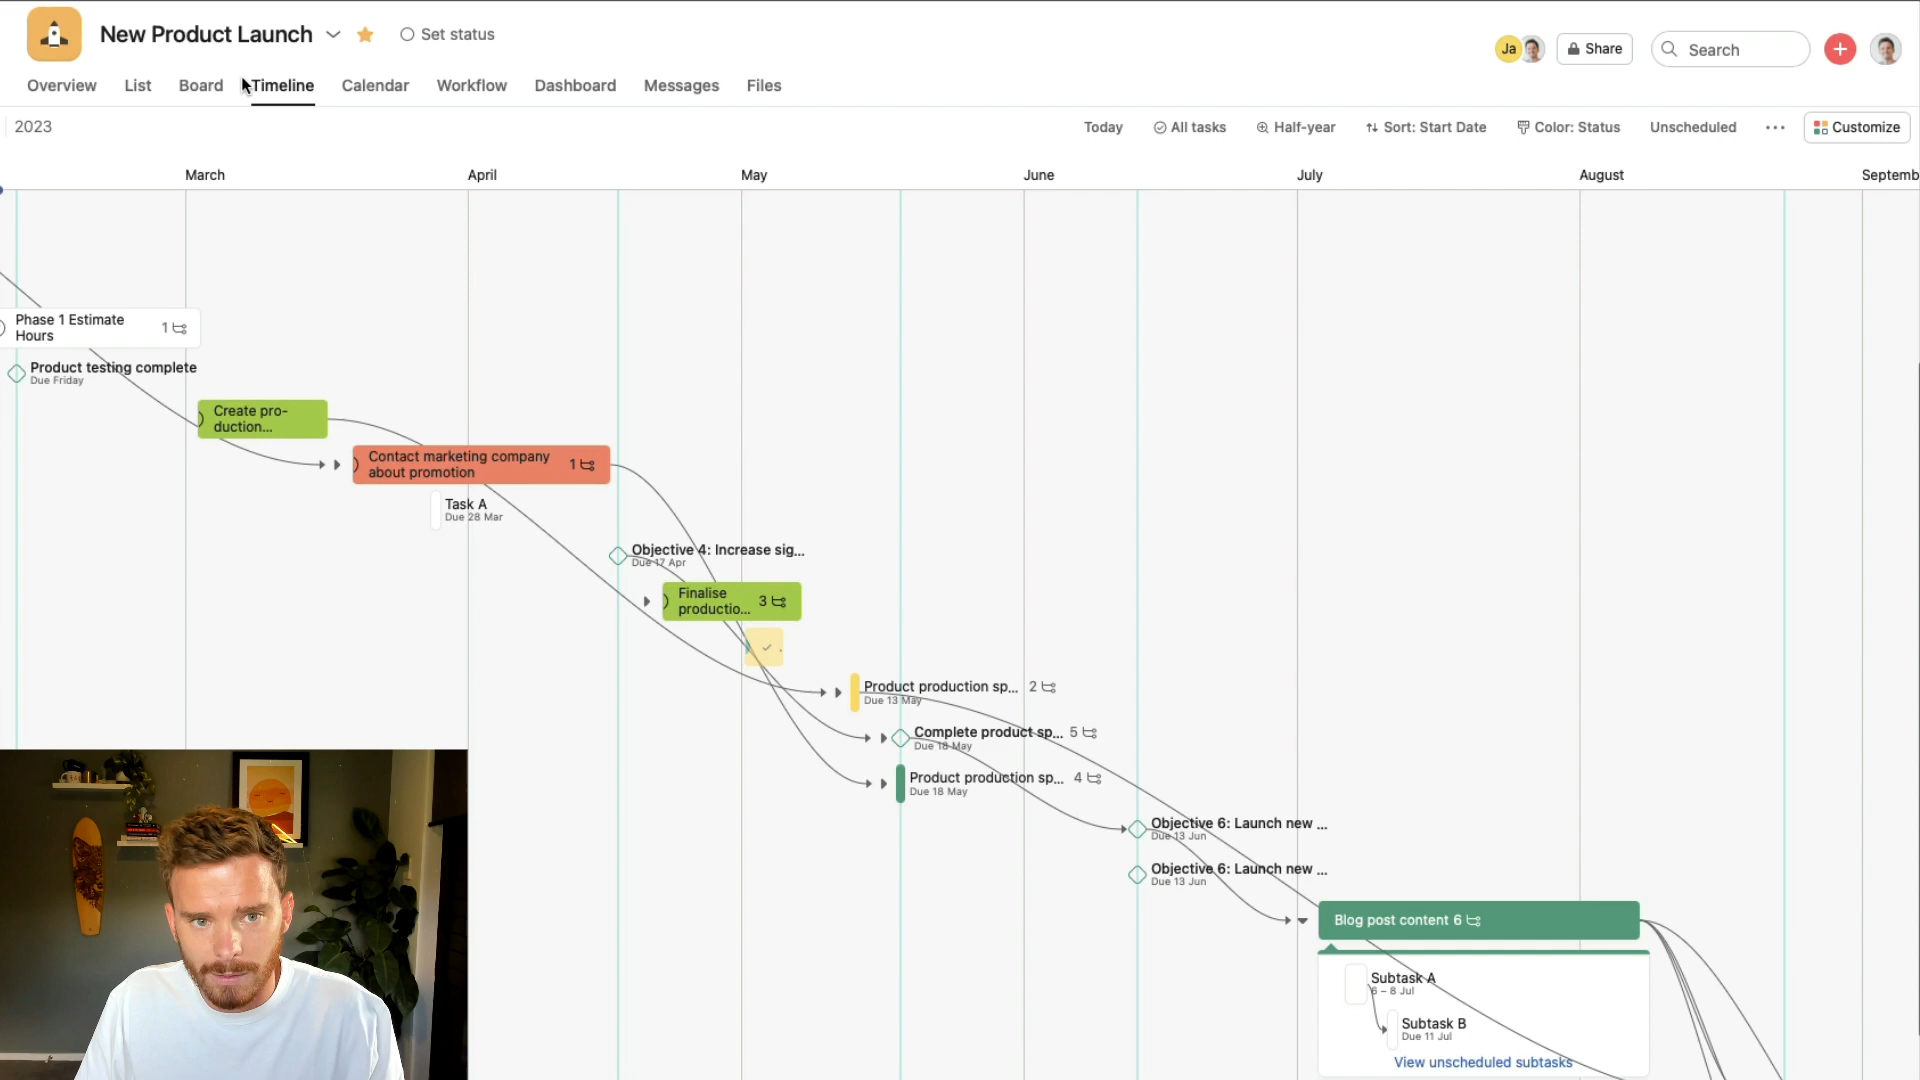 New Product Launch
Set status
Ja
Share
Search
Overview
List
Board
Timeline
Calendar
Workflow
Dashboard
Messages
Files
2023
Today
All tasks
Half-year
Sort: Start Date
Color: Status
Unscheduled
Customize
March
April
May
June
July
August
Septemb
Phase 1 Estimate
Hours
1
Product testing complete
Due Friday
Create pro-
duction...
Contact marketing company
about promotion
1
Task A
Due 28 Mar
Objective 4: Increase sig...
Due 17 Apr
Finalise
productio...
3
Product production sp...
2
Due 13 May
Complete product sp...
5
Due 18 May
Product production sp...
4
Due 18 May
Objective 6: Launch new ...
Due 13 Jun
Objective 6: Launch new ...
Due 13 Jun
Blog post content 6
Subtask A
6 – 8 Jul
Subtask B
Due 11 Jul
View unscheduled subtasks